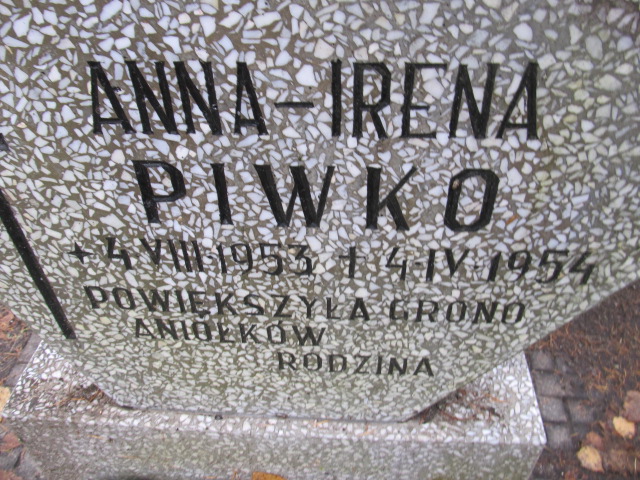 ANNA-IRENA
PIWKO
+4 VIII 1953 † 4·IV·1954
POWIĘKSZYŁA GRONO
ANIOŁKÓW
RODZINA